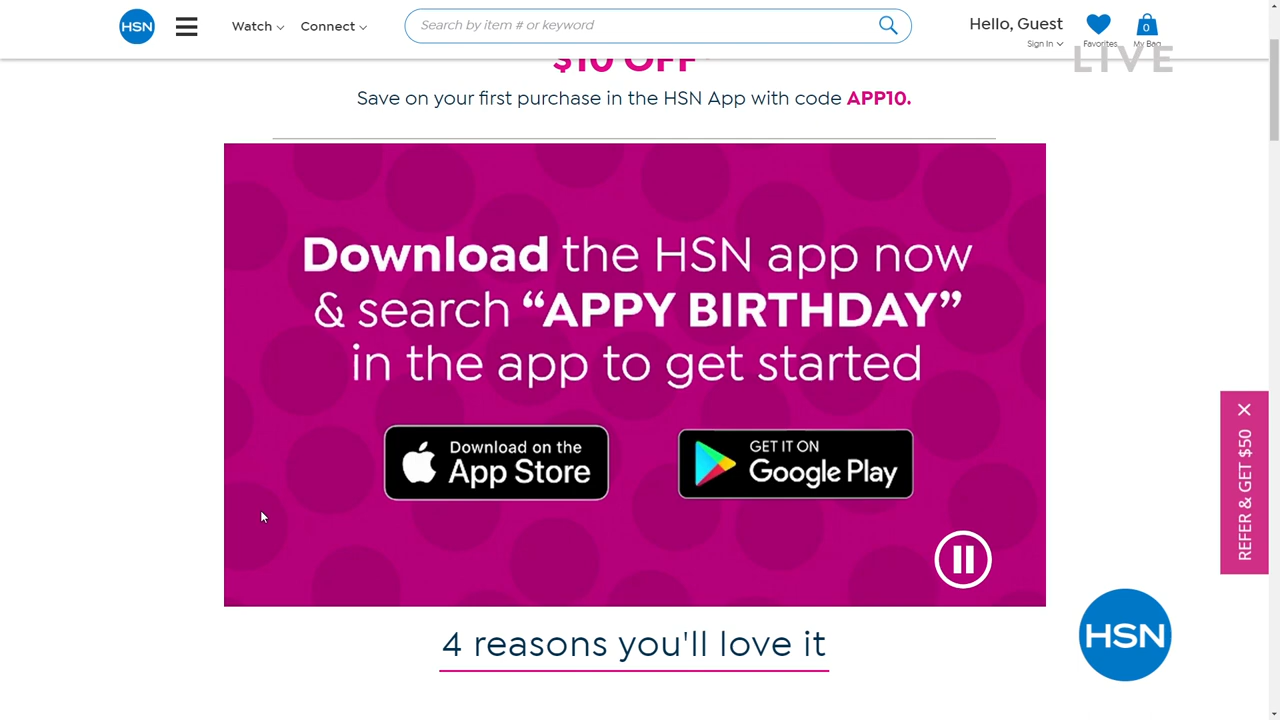 HSN
Watch
Connect
Search by item # or keyword
Hello, Guest
Sign In
Favorites
0
My Bag
LIVE
$10 OFF
Save on your first purchase in the HSN App with code APP10.
Download the HSN app now
& search “APPY BIRTHDAY”
in the app to get started
Download on the
App Store
GET IT ON
Google Play
REFER & GET $50
4 reasons you'll love it
HSN